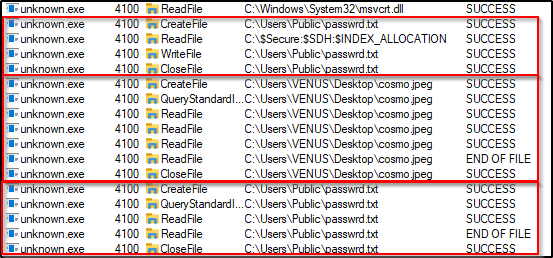 unknown.exe 4100 ReadFile C:\Windows\System32\msvcrt.dll SUCCESS
unknown.exe 4100 CreateFile C:\Users\Public\passwrd.txt SUCCESS
unknown.exe 4100 ReadFile C:\$Secure:$SDH:$INDEX_ALLOCATION SUCCESS
unknown.exe 4100 WriteFile C:\Users\Public\passwrd.txt SUCCESS
unknown.exe 4100 CloseFile C:\Users\Public\passwrd.txt SUCCESS
unknown.exe 4100 CreateFile C:\Users\VENUS\Desktop\cosmo.jpeg SUCCESS
unknown.exe 4100 QueryStandardI... C:\Users\VENUS\Desktop\cosmo.jpeg SUCCESS
unknown.exe 4100 ReadFile C:\Users\VENUS\Desktop\cosmo.jpeg SUCCESS
unknown.exe 4100 ReadFile C:\Users\VENUS\Desktop\cosmo.jpeg SUCCESS
unknown.exe 4100 ReadFile C:\Users\VENUS\Desktop\cosmo.jpeg SUCCESS
unknown.exe 4100 ReadFile C:\Users\VENUS\Desktop\cosmo.jpeg END OF FILE
unknown.exe 4100 CloseFile C:\Users\VENUS\Desktop\cosmo.jpeg SUCCESS
unknown.exe 4100 CreateFile C:\Users\Public\passwrd.txt SUCCESS
unknown.exe 4100 QueryStandardI... C:\Users\Public\passwrd.txt SUCCESS
unknown.exe 4100 ReadFile C:\Users\Public\passwrd.txt SUCCESS
unknown.exe 4100 ReadFile C:\Users\Public\passwrd.txt END OF FILE
unknown.exe 4100 CloseFile C:\Users\Public\passwrd.txt SUCCESS